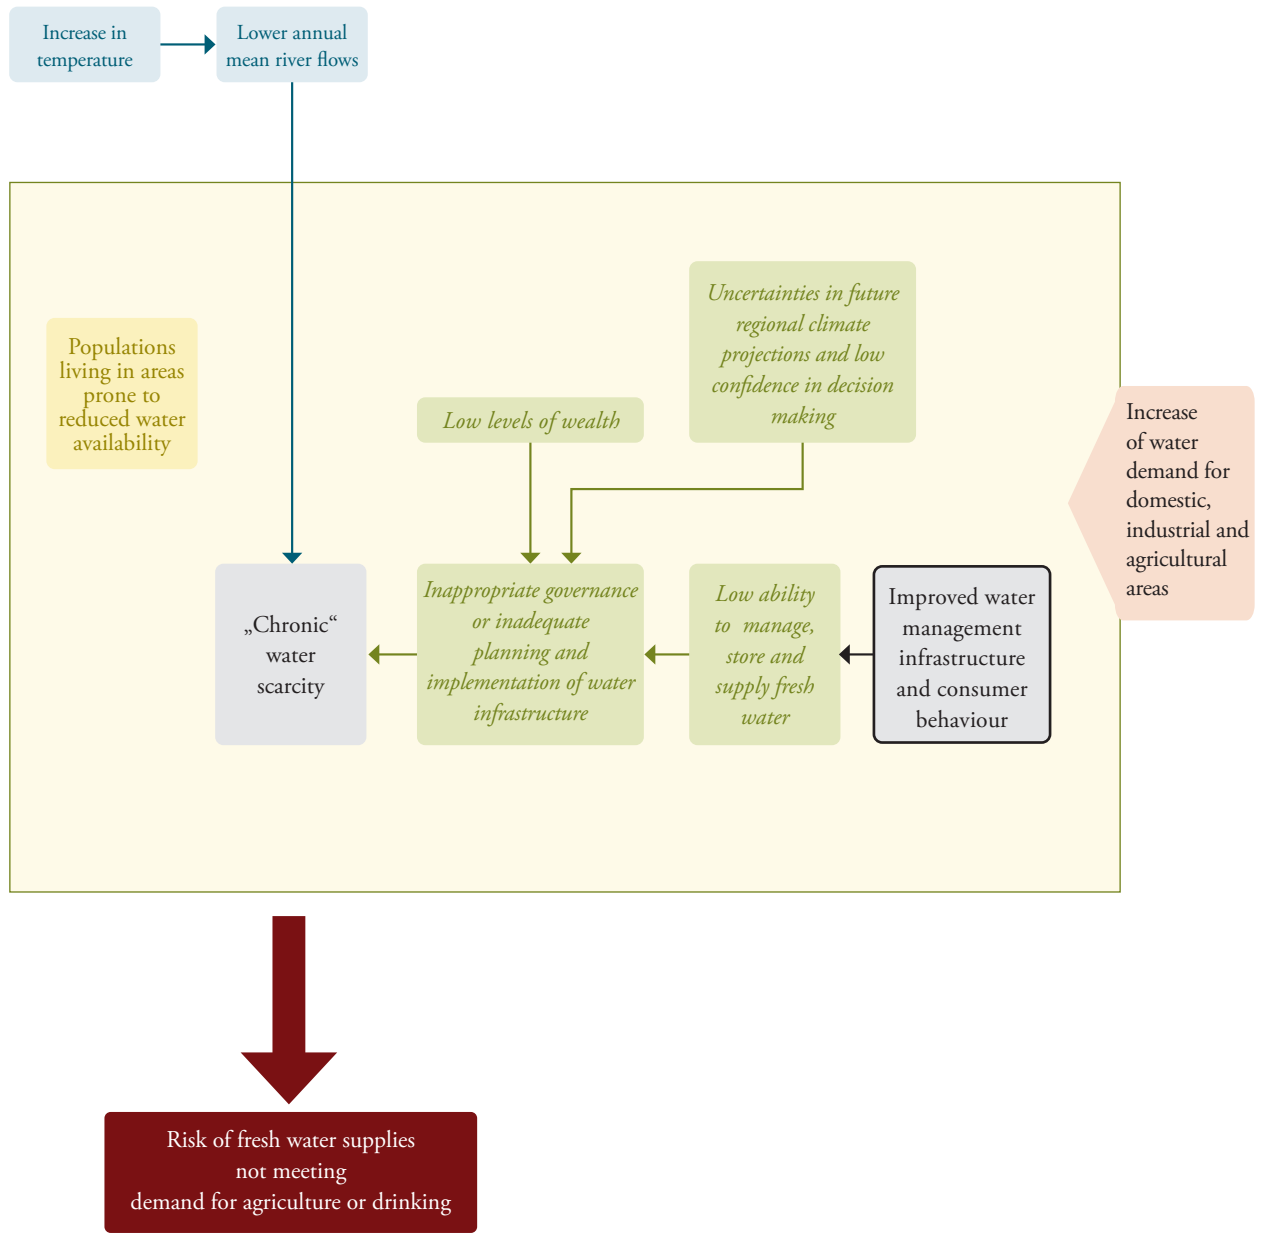 Increase in
temperature
Lower annual
mean river flows
Populations
living in areas
prone to
reduced water
availability
Low levels of wealth
Uncertainties in future
regional climate
projections and low
confidence in decision
making
Increase
of water
demand for
domestic,
industrial and
agricultural
areas
„Chronic“
water
scarcity
Inappropriate governance
or inadequate
planning and
implementation of water
infrastructure
Low ability
to manage,
store and
supply fresh
water
Improved water
management
infrastructure
and consumer
behaviour
Risk of fresh water supplies
not meeting
demand for agriculture or drinking